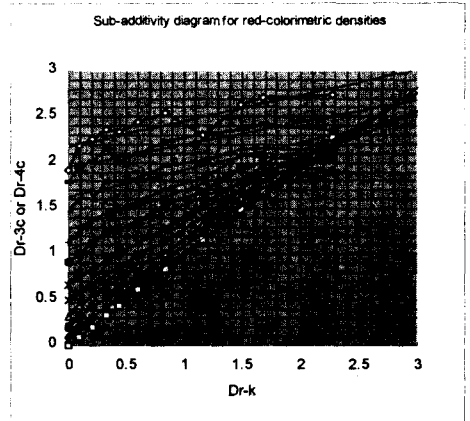 Sub-additivity diagram for red-colorimetric densities
3
2.5
2
1.5
1
0.5
0
Dr-3c or Dr-4c
0 0.5 1 1.5 2 2.5 3
Dr-k